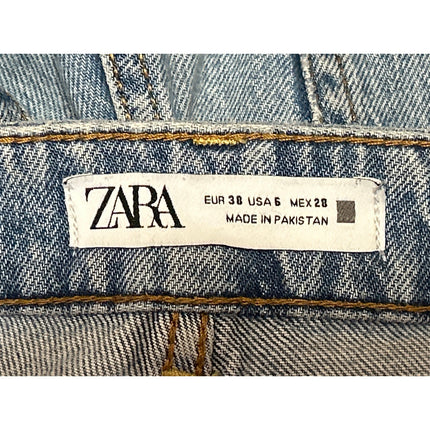 ZARA
EUR 38 USA 6 MEX 28
MADE IN PAKISTAN